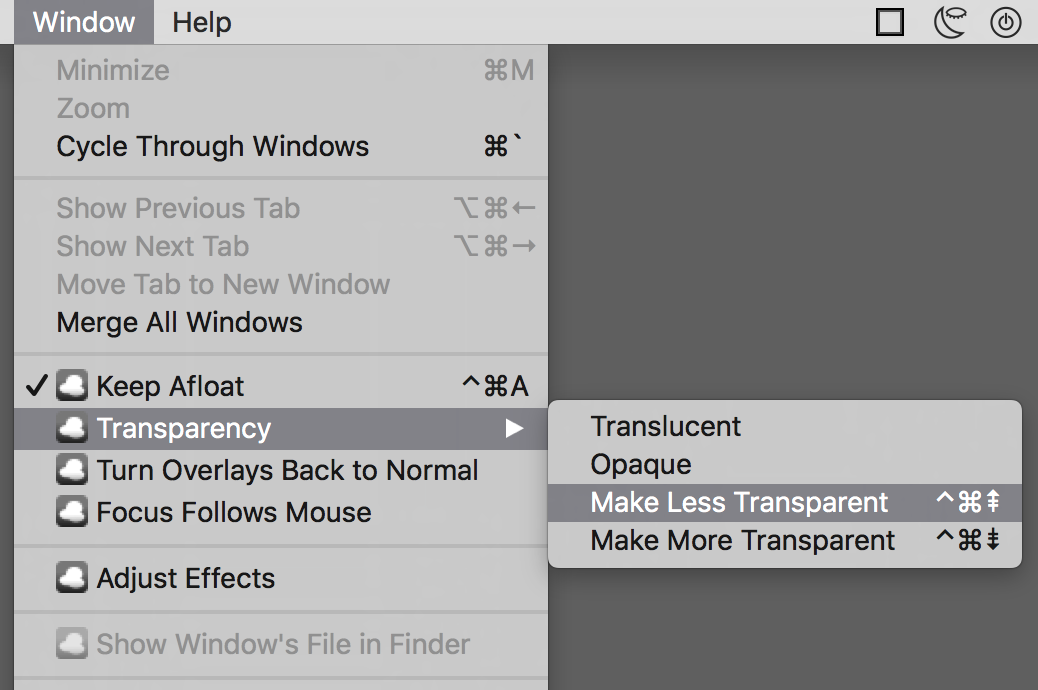 Window Help
Minimize ⌘M
Zoom
Cycle Through Windows ⌘`
Show Previous Tab ⌥⌘←
Show Next Tab ⌥⌘→
Move Tab to New Window
Merge All Windows
✓ Keep Afloat ^⌘A
Transparency ▶
Turn Overlays Back to Normal
Focus Follows Mouse
Adjust Effects
Show Window's File in Finder
Translucent
Opaque
Make Less Transparent ^⌘⇞
Make More Transparent ^⌘⇟